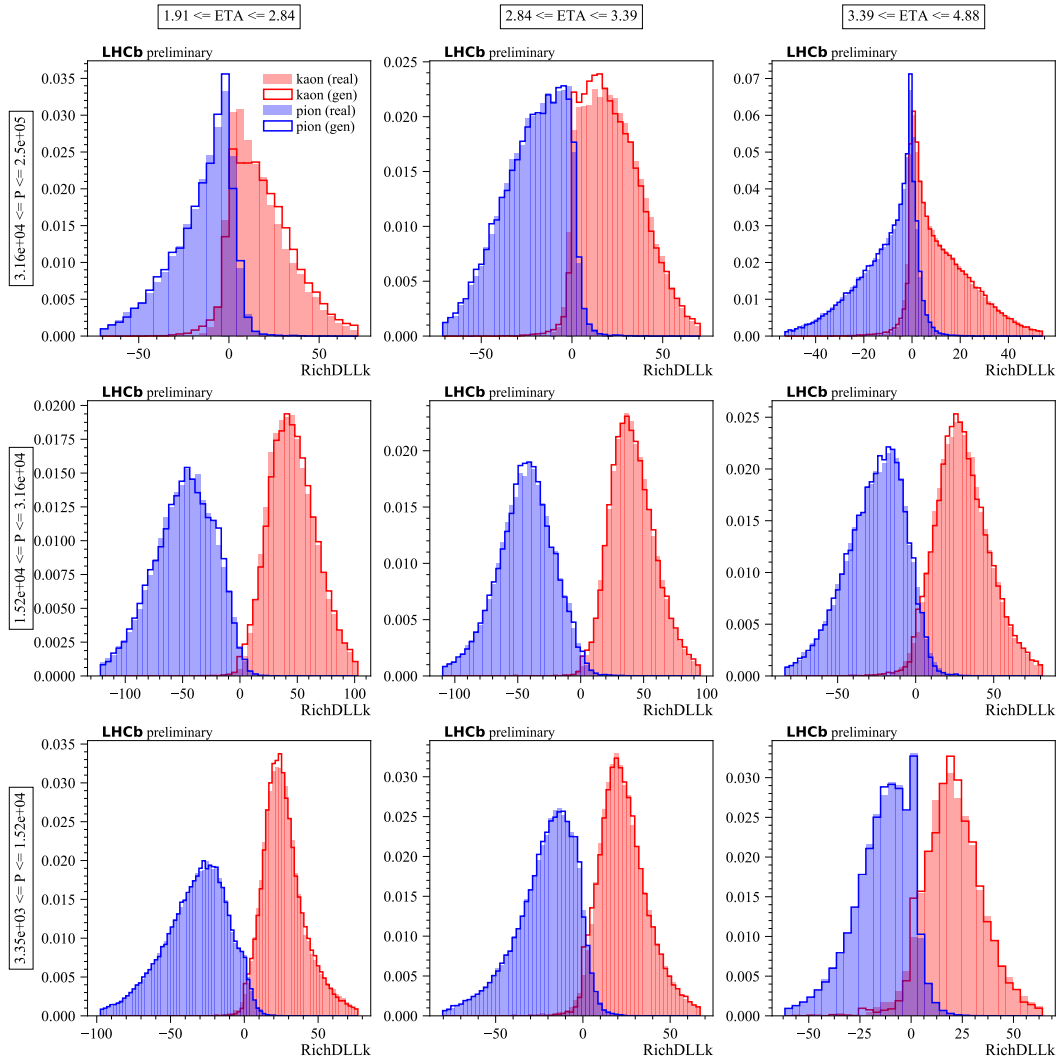 1.91 <= ETA <= 2.84
2.84 <= ETA <= 3.39
3.39 <= ETA <= 4.88
3.16e+04 <= P <= 2.5e+05
LHCb preliminary
0.035
0.030
0.025
0.020
0.015
0.010
0.005
0.000
kaon (real)
kaon (gen)
pion (real)
pion (gen)
−50 0 50
RichDLLk
LHCb preliminary
0.025
0.020
0.015
0.010
0.005
0.000
−50 0 50
RichDLLk
LHCb preliminary
0.07
0.06
0.05
0.04
0.03
0.02
0.01
0.00
−40 −20 0 20 40
RichDLLk
1.52e+04 <= P <= 3.16e+04
LHCb preliminary
0.0200
0.0175
0.0150
0.0125
0.0100
0.0075
0.0050
0.0025
0.0000
−100 −50 0 50 100
RichDLLk
LHCb preliminary
0.020
0.015
0.010
0.005
0.000
−100 −50 0 50 100
RichDLLk
LHCb preliminary
0.025
0.020
0.015
0.010
0.005
0.000
−50 0 50
RichDLLk
3.35e+03 <= P <= 1.52e+04
LHCb preliminary
0.035
0.030
0.025
0.020
0.015
0.010
0.005
0.000
−100 −50 0 50
RichDLLk
LHCb preliminary
0.030
0.025
0.020
0.015
0.010
0.005
0.000
−50 0 50
RichDLLk
LHCb preliminary
0.030
0.025
0.020
0.015
0.010
0.005
0.000
−50 −25 0 25 50
RichDLLk